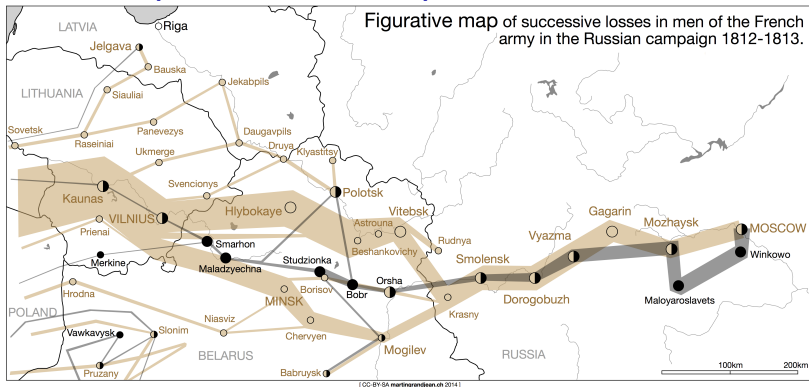 Figurative map of successive losses in men of the French
army in the Russian campaign 1812-1813.
LATVIA
Riga
Jelgava
Bauska
Jekabpils
LITHUANIA
Siauliai
Sovetsk
Raseiniai
Panevezys
Daugavpils
Ukmerge
Druya
Klyastitsy
Svencionys
Polotsk
Kaunas
Hlybokaye
Vitebsk
Gagarin
VILNIUS
Astrouna
Mozhaysk
MOSCOW
Prienai
Beshankovichy
Rudnya
Vyazma
Smarhon
Smolensk
Winkowo
Merkine
Maladzyechna
Studzionka
Orsha
Borisov
Bobr
Dorogobuzh
Maloyaroslavets
Hrodna
MINSK
Krasny
POLAND
Niasviz
Chervyen
Vawkavysk
Slonim
Mogilev
BELARUS
RUSSIA
Pruzany
Babruysk
100km
200km
[ CC-BY-SA martingrandjean.ch 2014 ]